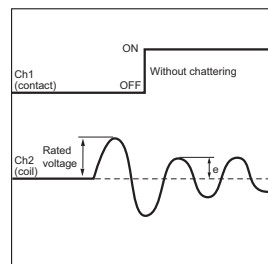 ON
Ch1
(contact)
OFF
Without chattering
Rated
voltage
Ch2
(coil)
e